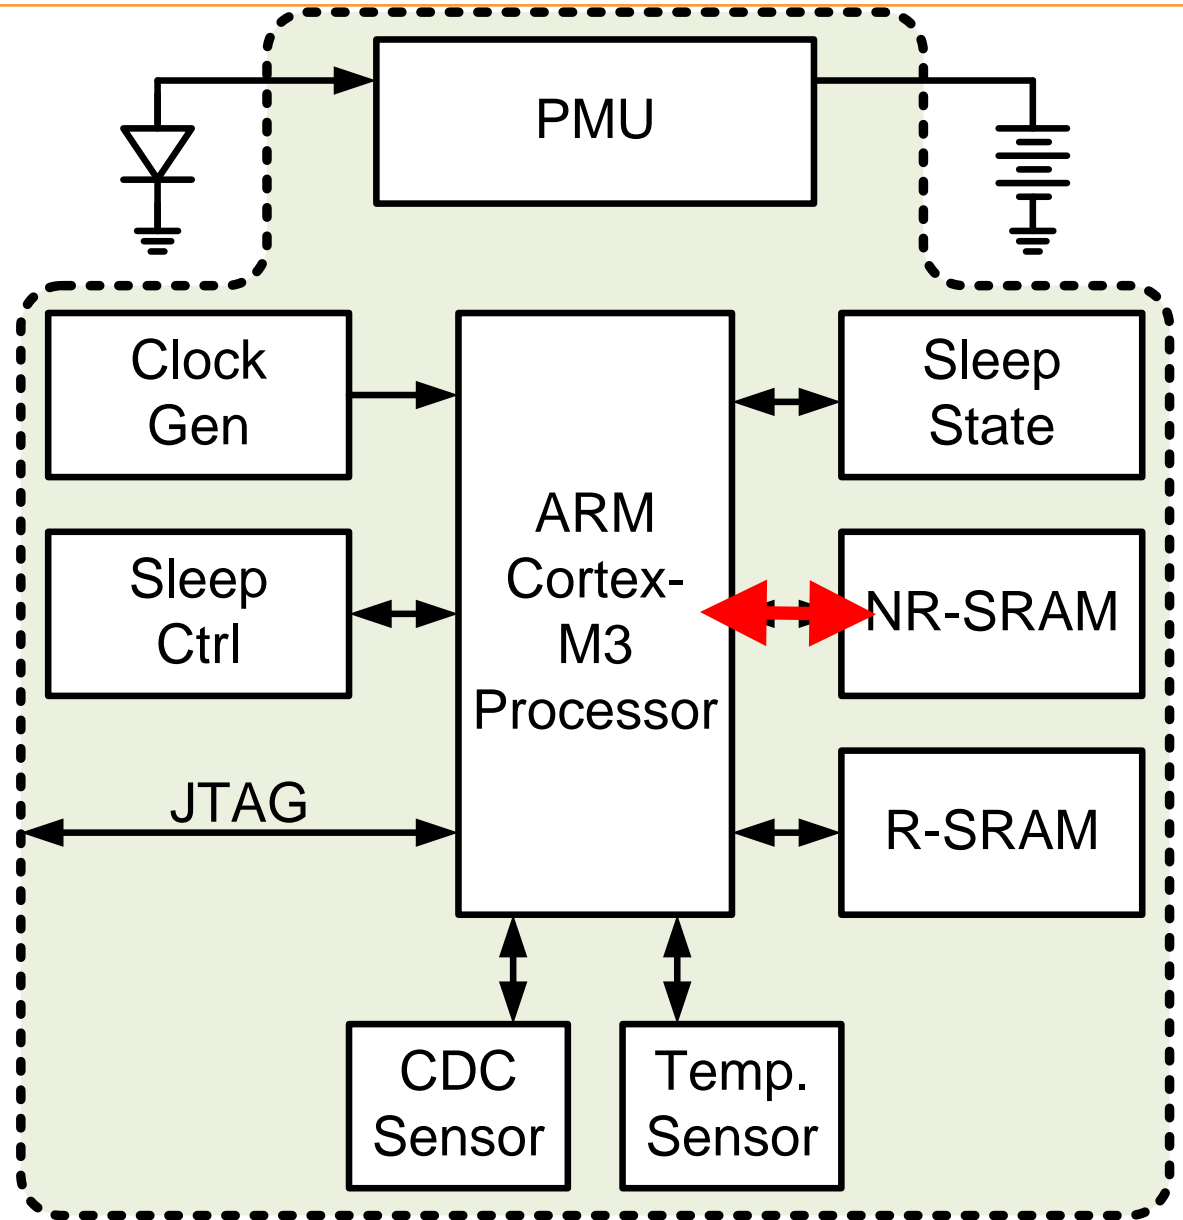 PMU
Clock
Gen
Sleep
State
ARM
Cortex-
M3
Processor
Sleep
Ctrl
NR-SRAM
JTAG
R-SRAM
CDC
Sensor
Temp.
Sensor